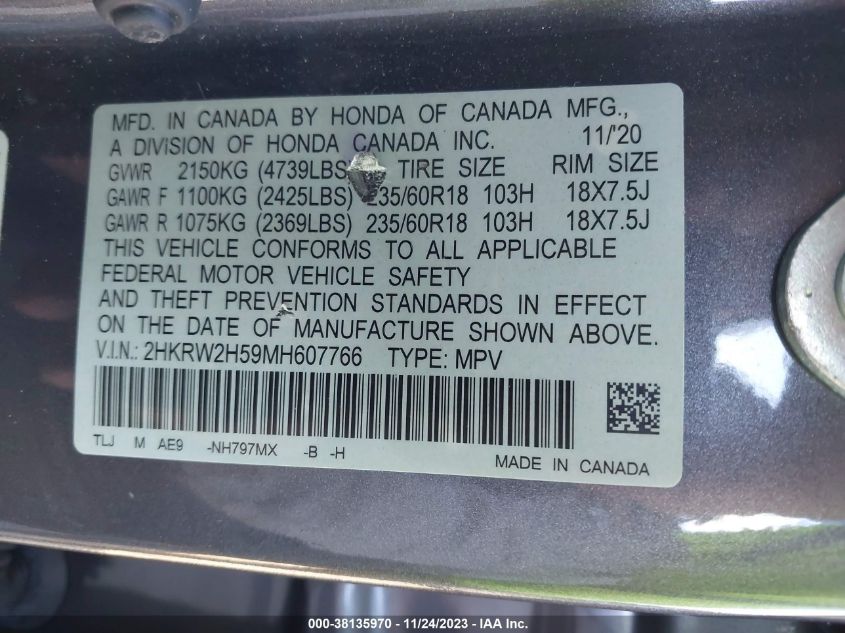 MFD. IN CANADA BY HONDA OF CANADA MFG.,
A DIVISION OF HONDA CANADA INC. 11/'20
GVWR 2150KG (4739LBS) TIRE SIZE RIM SIZE
GAWR F 1100KG (2425LBS) 235/60R18 103H 18X7.5J
GAWR R 1075KG (2369LBS) 235/60R18 103H 18X7.5J
THIS VEHICLE CONFORMS TO ALL APPLICABLE
FEDERAL MOTOR VEHICLE SAFETY
AND THEFT PREVENTION STANDARDS IN EFFECT
ON THE DATE OF MANUFACTURE SHOWN ABOVE.
V.I.N.: 2HKRW2H59MH607766 TYPE: MPV
TLJ M AE9 -NH797MX -B -H
MADE IN CANADA
000-38135970 — 11/24/2023 — IAA Inc.